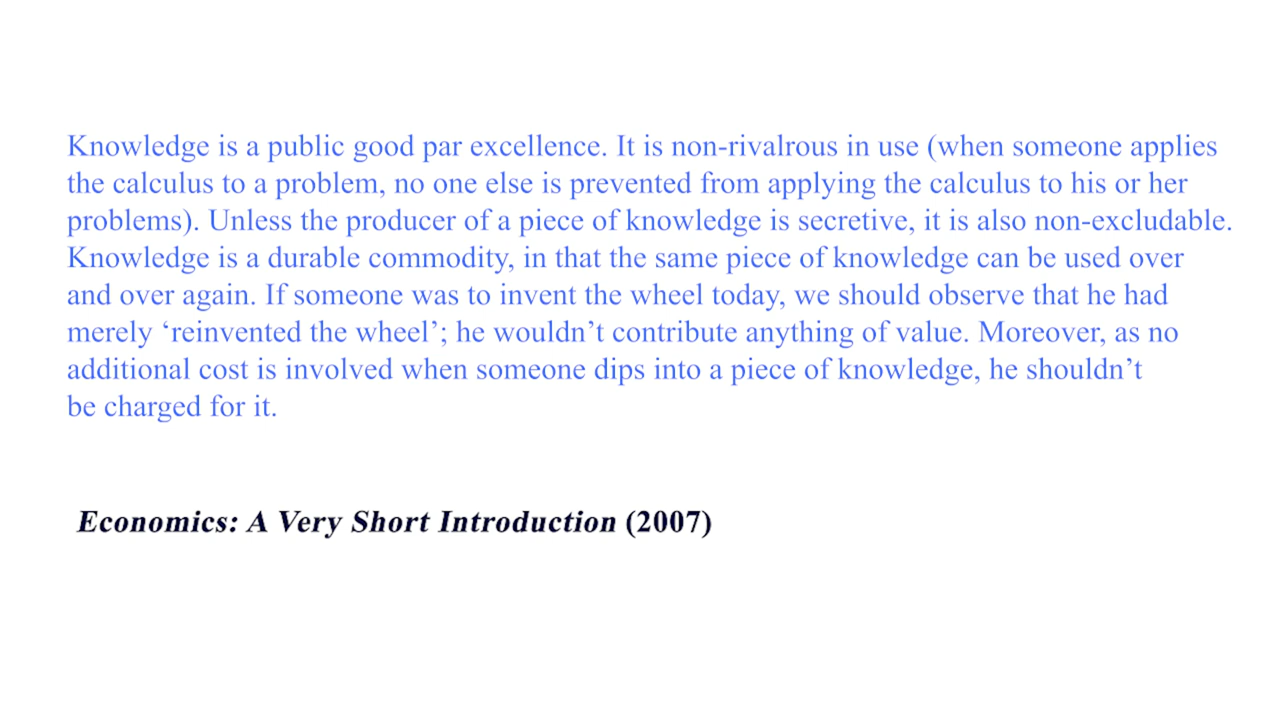 Knowledge is a public good par excellence. It is non-rivalrous in use (when someone applies
the calculus to a problem, no one else is prevented from applying the calculus to his or her
problems). Unless the producer of a piece of knowledge is secretive, it is also non-excludable.
Knowledge is a durable commodity, in that the same piece of knowledge can be used over
and over again. If someone was to invent the wheel today, we should observe that he had
merely ‘reinvented the wheel’; he wouldn’t contribute anything of value. Moreover, as no
additional cost is involved when someone dips into a piece of knowledge, he shouldn’t
be charged for it.
Economics: A Very Short Introduction (2007)